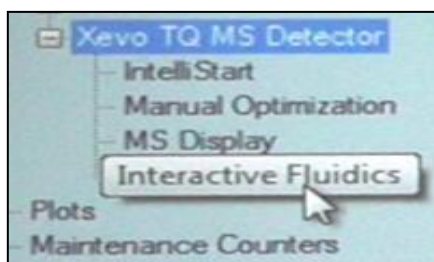 Xevo TQ MS Detector
IntelliStart
Manual Optimization
MS Display
Interactive Fluidics
Plots
Maintenance Counters